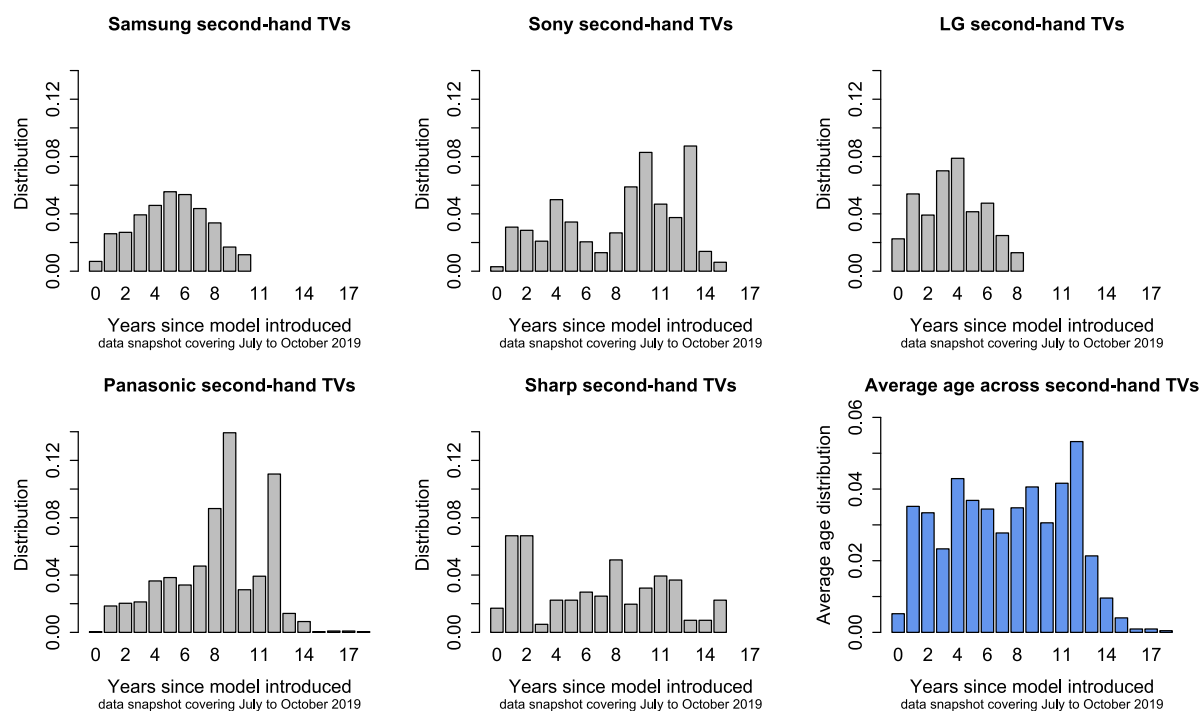 Samsung second-hand TVs
Distribution
0.00 0.04 0.08 0.12
0 2 4 6 8 11 14 17
Years since model introduced
data snapshot covering July to October 2019
Sony second-hand TVs
Distribution
0.00 0.04 0.08 0.12
0 2 4 6 8 11 14 17
Years since model introduced
data snapshot covering July to October 2019
LG second-hand TVs
Distribution
0.00 0.04 0.08 0.12
0 2 4 6 8 11 14 17
Years since model introduced
data snapshot covering July to October 2019
Panasonic second-hand TVs
Distribution
0.00 0.04 0.08 0.12
0 2 4 6 8 11 14 17
Years since model introduced
data snapshot covering July to October 2019
Sharp second-hand TVs
Distribution
0.00 0.04 0.08 0.12
0 2 4 6 8 11 14 17
Years since model introduced
data snapshot covering July to October 2019
Average age across second-hand TVs
Average age distribution
0.00 0.02 0.04 0.06
0 2 4 6 8 11 14 17
Years since model introduced
data snapshot covering July to October 2019